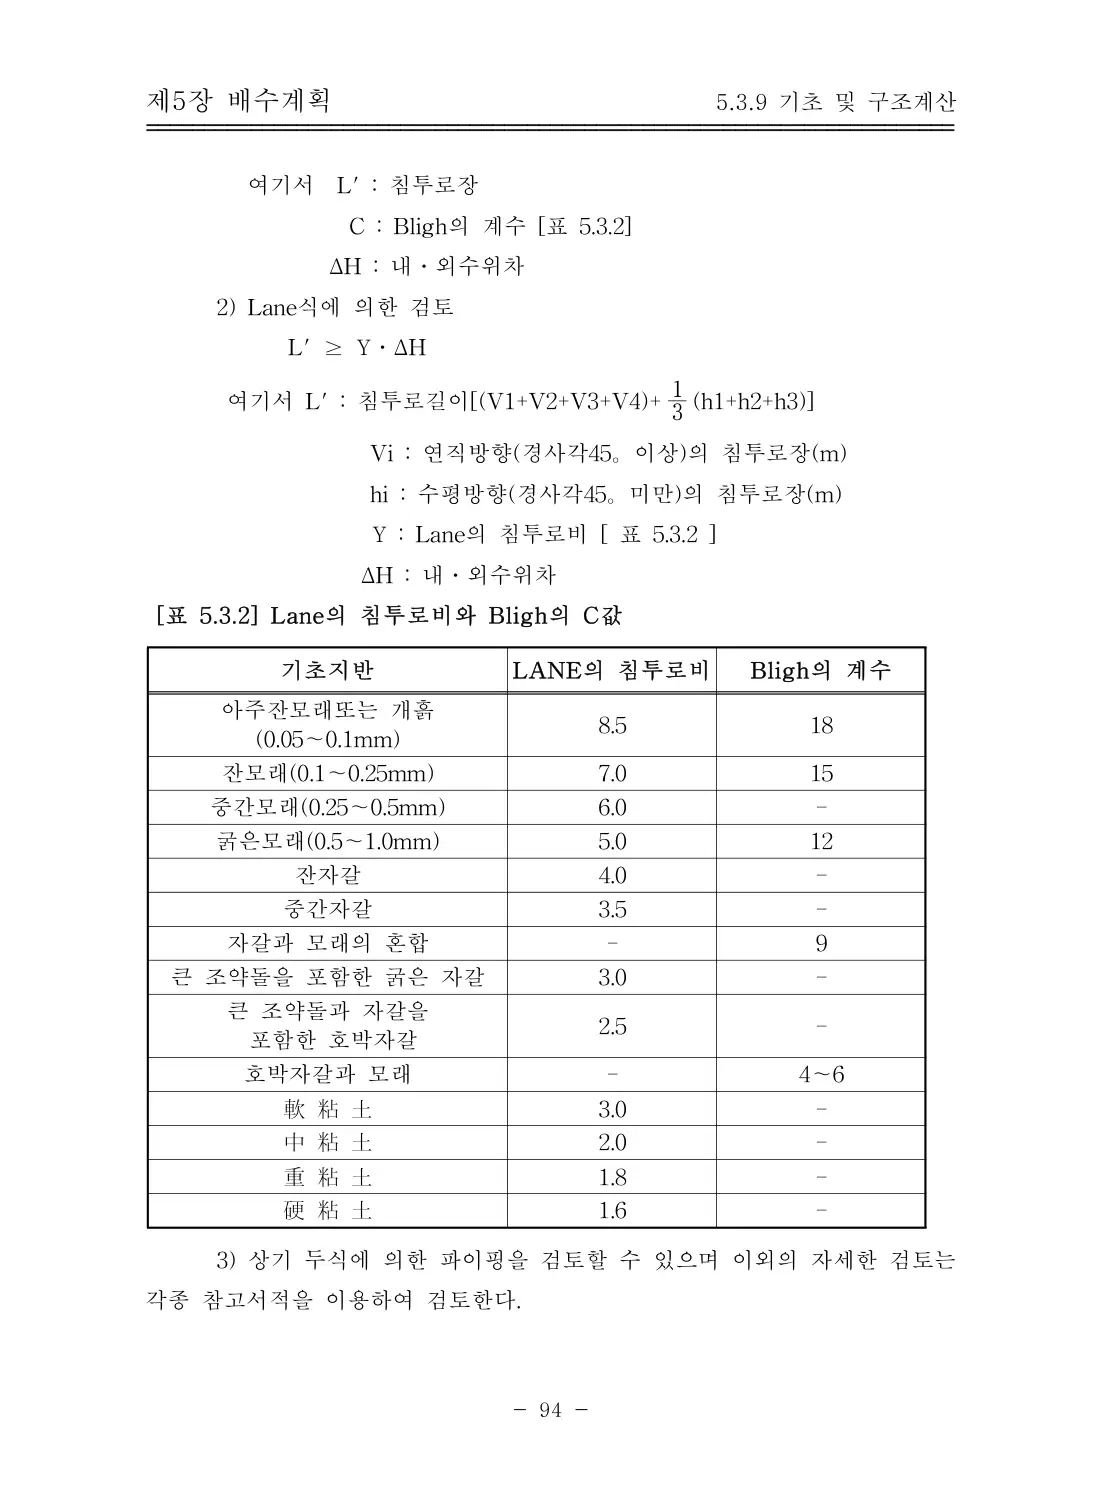 제5장 배수계획 5.3.9 기초 및 구조계산
여기서 L′ : 침투로장
C : Bligh의 계수 [표 5.3.2]
ΔH : 내·외수위차
2) Lane식에 의한 검토
L′ ≥ Y·ΔH
여기서 L′ : 침투로길이[(V1+V2+V3+V4)+ 1/3 (h1+h2+h3)]
Vi : 연직방향(경사각45。이상)의 침투로장(m)
hi : 수평방향(경사각45。미만)의 침투로장(m)
Y : Lane의 침투로비 [ 표 5.3.2 ]
ΔH : 내·외수위차
[표 5.3.2] Lane의 침투로비와 Bligh의 C값
기초지반 LANE의 침투로비 Bligh의 계수
아주잔모래또는 개흙
(0.05～0.1mm) 8.5 18
잔모래(0.1～0.25mm) 7.0 15
중간모래(0.25～0.5mm) 6.0 -
굵은모래(0.5～1.0mm) 5.0 12
잔자갈 4.0 -
중간자갈 3.5 -
자갈과 모래의 혼합 - 9
큰 조약돌을 포함한 굵은 자갈 3.0 -
큰 조약돌과 자갈을
포함한 호박자갈 2.5 -
호박자갈과 모래 - 4～6
軟 粘 土 3.0 -
中 粘 土 2.0 -
重 粘 土 1.8 -
硬 粘 土 1.6 -
3) 상기 두식에 의한 파이핑을 검토할 수 있으며 이외의 자세한 검토는
각종 참고서적을 이용하여 검토한다.
- 94 -